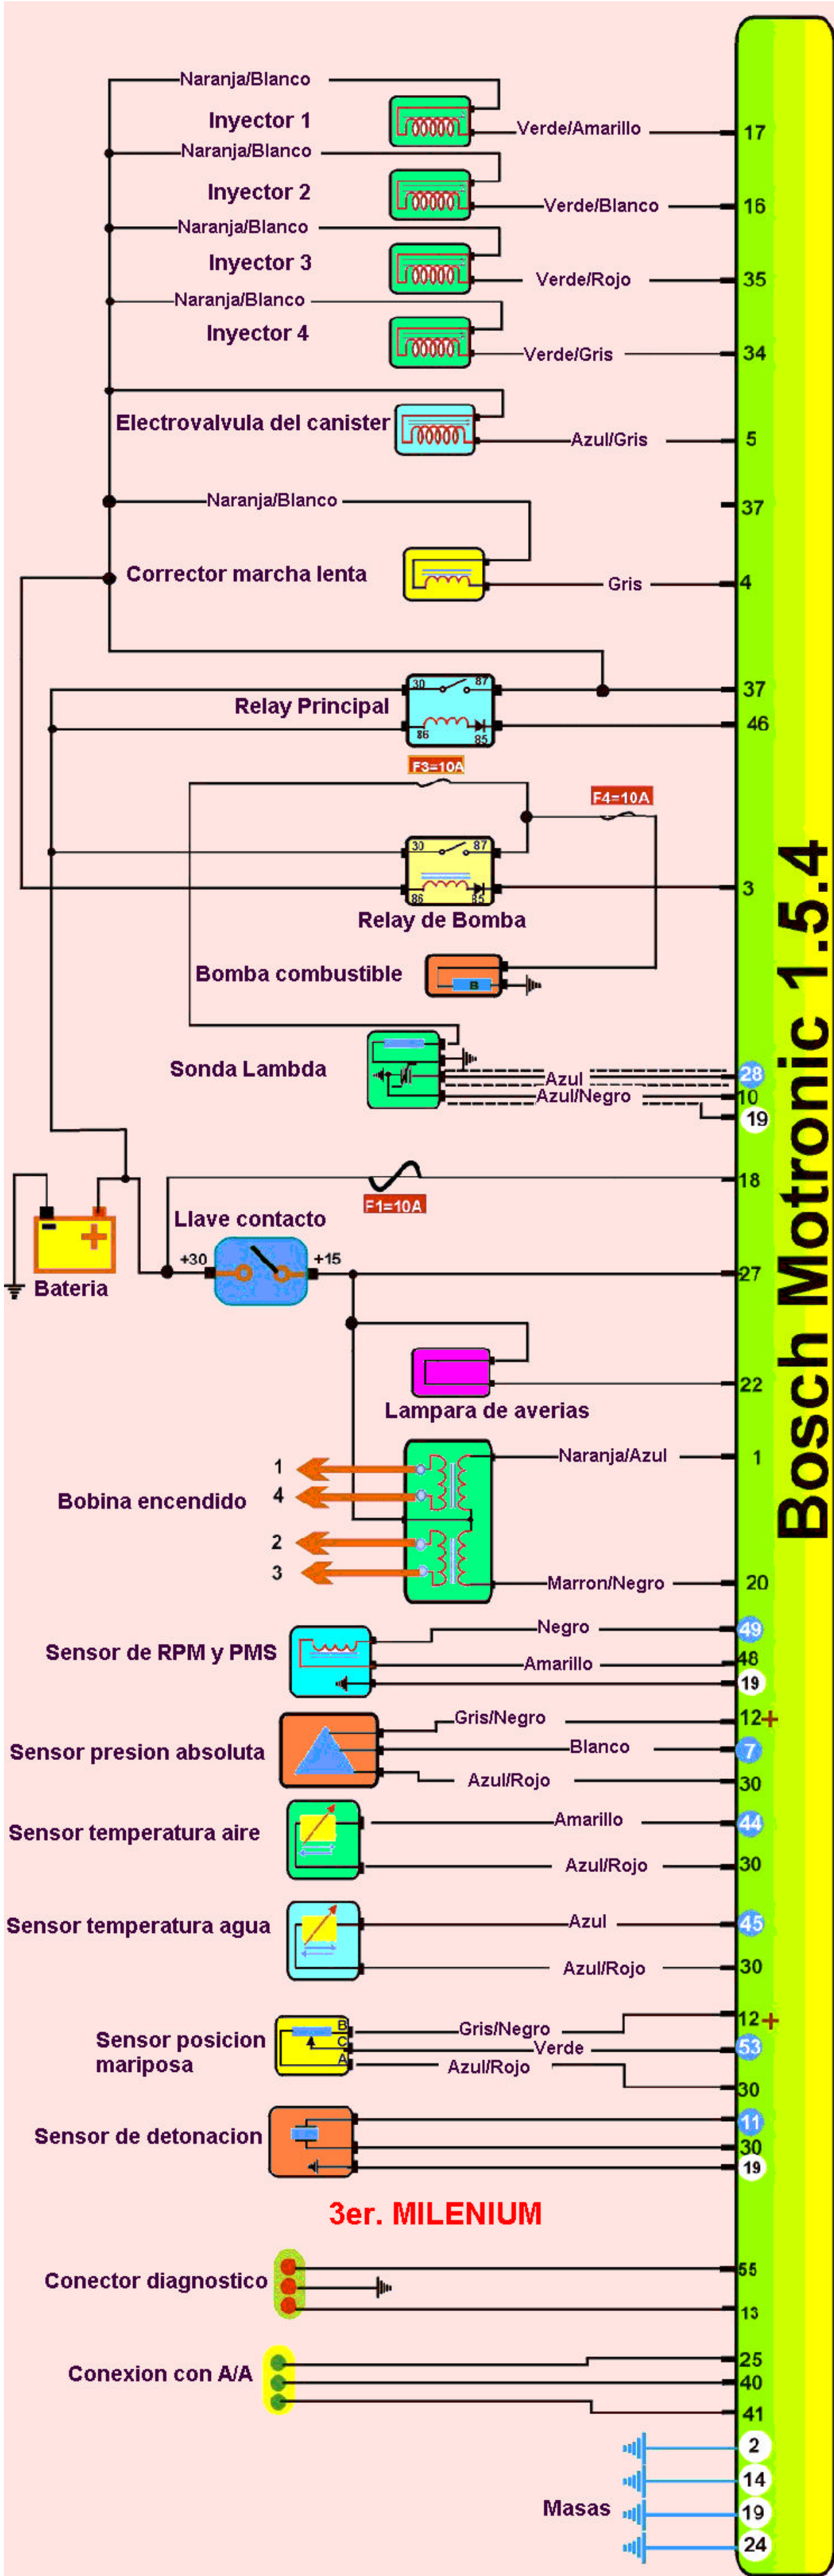 Naranja/Blanco
Inyector 1
Verde/Amarillo
17
Naranja/Blanco
Inyector 2
Verde/Blanco
16
Naranja/Blanco
Inyector 3
Verde/Rojo
35
Naranja/Blanco
Inyector 4
Verde/Gris
34
Electrovalvula del canister
Azul/Gris
5
Naranja/Blanco
37
Corrector marcha lenta
Gris
4
Relay Principal
30
87
86
85
37
46
F3=10A
F4=10A
30
87
86
85
3
Relay de Bomba
Bomba combustible
B
Sonda Lambda
Azul
28
Azul/Negro
10
19
18
F1=10A
Llave contacto
+30
+15
27
- +
Bateria
22
Lampara de averias
Bobina encendido
1
4
2
3
Naranja/Azul
1
Marron/Negro
20
Sensor de RPM y PMS
Negro
49
Amarillo
48
19
Sensor presion absoluta
Gris/Negro
12+
Blanco
7
Azul/Rojo
30
Sensor temperatura aire
Amarillo
44
Azul/Rojo
30
Sensor temperatura agua
Azul
45
Azul/Rojo
30
Sensor posicion
mariposa
B
C
A
Gris/Negro
12+
Verde
53
Azul/Rojo
30
Sensor de detonacion
11
30
19
3er. MILENIUM
Conector diagnostico
55
13
Conexion con A/A
25
40
41
Masas
2
14
19
24
Bosch Motronic 1.5.4